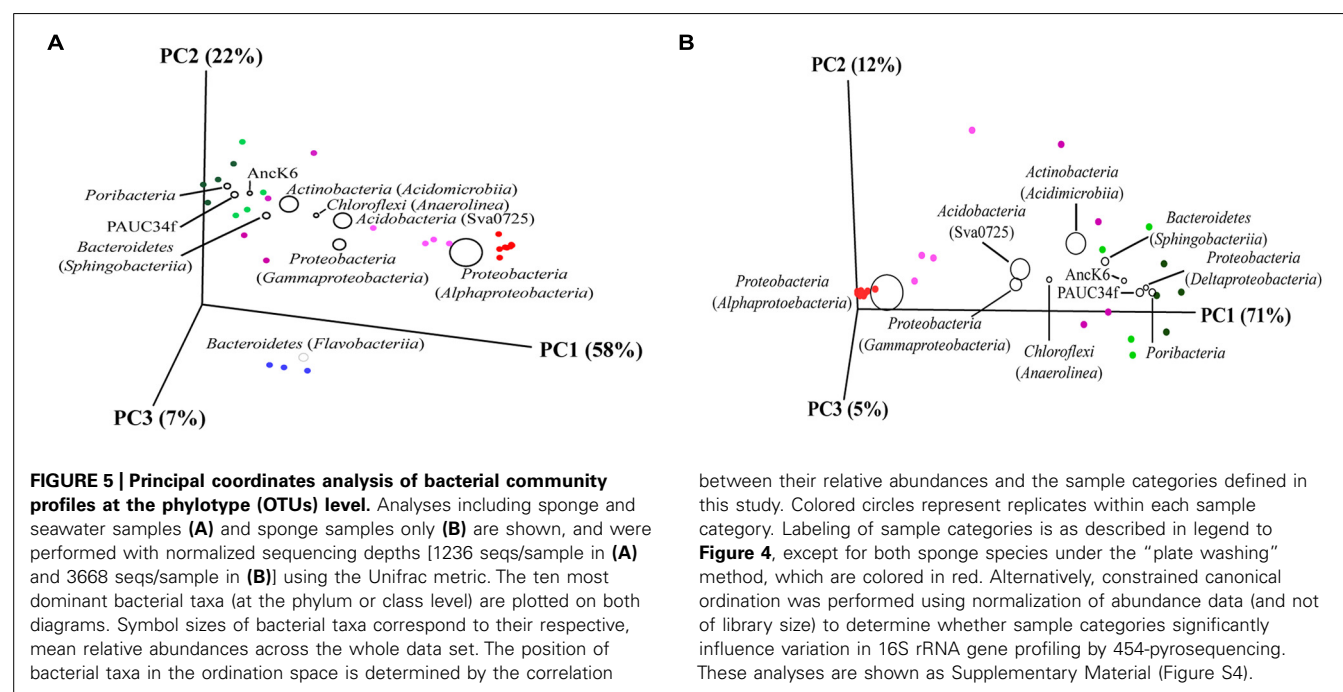 A
PC2 (22%)
AncK6
Poribacteria
Actinobacteria (Acidomicrobiia)
Chloroflexi (Anaerolinea)
Acidobacteria (Sva0725)
PAUC34f
Bacteroidetes
(Sphingobacteriia)
Proteobacteria
(Gammaproteobacteria)
Proteobacteria
(Alphaproteobacteria)
Bacteroidetes (Flavobacteriia)
PC1 (58%)
PC3 (7%)
B
PC2 (12%)
Actinobacteria
(Acidimicrobiia)
Acidobacteria
(Sva0725)
Bacteroidetes
(Sphingobacteriia)
Proteobacteria
(Deltaproteobacteria)
AncK6
PAUC34f
Proteobacteria
(Alphaprotoebacteria)
PC1 (71%)
Proteobacteria
(Gammaproteobacteria)
Chloroflexi
(Anaerolinea)
Poribacteria
PC3 (5%)
FIGURE 5 | Principal coordinates analysis of bacterial community
profiles at the phylotype (OTUs) level. Analyses including sponge and
seawater samples (A) and sponge samples only (B) are shown, and were
performed with normalized sequencing depths [1236 seqs/sample in (A)
and 3668 seqs/sample in (B)] using the Unifrac metric. The ten most
dominant bacterial taxa (at the phylum or class level) are plotted on both
diagrams. Symbol sizes of bacterial taxa correspond to their respective,
mean relative abundances across the whole data set. The position of
bacterial taxa in the ordination space is determined by the correlation
between their relative abundances and the sample categories defined in
this study. Colored circles represent replicates within each sample
category. Labeling of sample categories is as described in legend to
Figure 4, except for both sponge species under the “plate washing”
method, which are colored in red. Alternatively, constrained canonical
ordination was performed using normalization of abundance data (and not
of library size) to determine whether sample categories significantly
influence variation in 16S rRNA gene profiling by 454-pyrosequencing.
These analyses are shown as Supplementary Material (Figure S4).